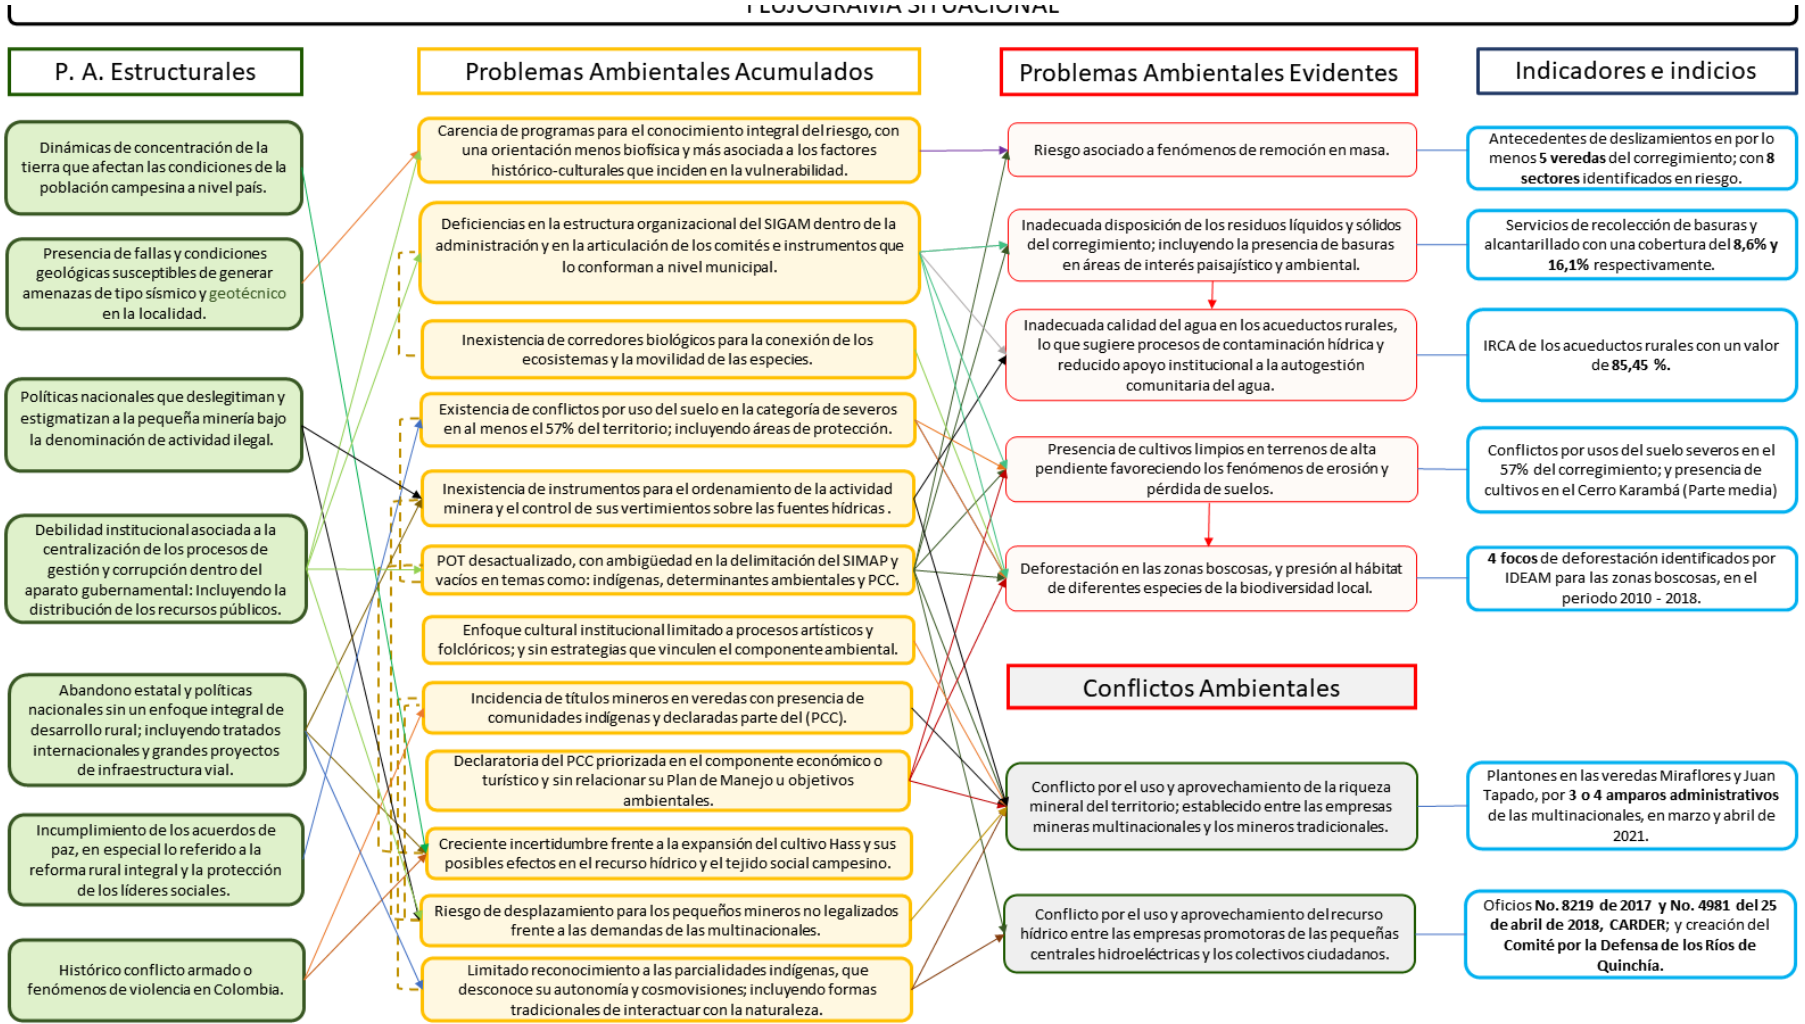 FLUJOGRAMA SITUACIONAL
P. A. Estructurales
Dinámicas de concentración de la
tierra que afectan las condiciones de la
población campesina a nivel país.
Presencia de fallas y condiciones
geológicas susceptibles de generar
amenazas de tipo sísmico y geotécnico
en la localidad.
Políticas nacionales que deslegitiman y
estigmatizan a la pequeña minería bajo
la denominación de actividad ilegal.
Debilidad institucional asociada a la
centralización de los procesos de
gestión y corrupción dentro del
aparato gubernamental: Incluyendo la
distribución de los recursos públicos.
Abandono estatal y políticas
nacionales sin un enfoque integral de
desarrollo rural; incluyendo tratados
internacionales y grandes proyectos
de infraestructura vial.
Incumplimiento de los acuerdos de
paz, en especial lo referido a la
reforma rural integral y la protección
de los líderes sociales.
Histórico conflicto armado o
fenómenos de violencia en Colombia.
Problemas Ambientales Acumulados
Carencia de programas para el conocimiento integral del riesgo, con
una orientación menos biofísica y más asociada a los factores
histórico-culturales que inciden en la vulnerabilidad.
Deficiencias en la estructura organizacional del SIGAM dentro de la
administración y en la articulación de los comités e instrumentos que
lo conforman a nivel municipal.
Inexistencia de corredores biológicos para la conexión de los
ecosistemas y la movilidad de las especies.
Existencia de conflictos por uso del suelo en la categoría de severos
en al menos el 57% del territorio; incluyendo áreas de protección.
Inexistencia de instrumentos para el ordenamiento de la actividad
minera y el control de sus vertimientos sobre las fuentes hídricas .
POT desactualizado, con ambigüedad en la delimitación del SIMAP y
vacíos en temas como: indígenas, determinantes ambientales y PCC.
Enfoque cultural institucional limitado a procesos artísticos y
folclóricos; y sin estrategias que vinculen el componente ambiental.
Incidencia de títulos mineros en veredas con presencia de
comunidades indígenas y declaradas parte del (PCC).
Declaratoria del PCC priorizada en el componente económico o
turístico y sin relacionar su Plan de Manejo u objetivos
ambientales.
Creciente incertidumbre frente a la expansión del cultivo Hass y sus
posibles efectos en el recurso hídrico y el tejido social campesino.
Riesgo de desplazamiento para los pequeños mineros no legalizados
frente a las demandas de las multinacionales.
Limitado reconocimiento a las parcialidades indígenas, que
desconoce su autonomía y cosmovisiones; incluyendo formas
tradicionales de interactuar con la naturaleza.
Problemas Ambientales Evidentes
Riesgo asociado a fenómenos de remoción en masa.
Inadecuada disposición de los residuos líquidos y sólidos
del corregimiento; incluyendo la presencia de basuras
en áreas de interés paisajístico y ambiental.
Inadecuada calidad del agua en los acueductos rurales,
lo que sugiere procesos de contaminación hídrica y
reducido apoyo institucional a la autogestión
comunitaria del agua.
Presencia de cultivos limpios en terrenos de alta
pendiente favoreciendo los fenómenos de erosión y
pérdida de suelos.
Deforestación en las zonas boscosas, y presión al hábitat
de diferentes especies de la biodiversidad local.
Conflictos Ambientales
Conflicto por el uso y aprovechamiento de la riqueza
mineral del territorio; establecido entre las empresas
mineras multinacionales y los mineros tradicionales.
Conflicto por el uso y aprovechamiento del recurso
hídrico entre las empresas promotoras de las pequeñas
centrales hidroeléctricas y los colectivos ciudadanos.
Indicadores e indicios
Antecedentes de deslizamientos en por lo
menos 5 veredas del corregimiento; con 8
sectores identificados en riesgo.
Servicios de recolección de basuras y
alcantarillado con una cobertura del 8,6% y
16,1% respectivamente.
IRCA de los acueductos rurales con un valor
de 85,45 %.
Conflictos por usos del suelo severos en el
57% del corregimiento; y presencia de
cultivos en el Cerro Karambá (Parte media)
4 focos de deforestación identificados por
IDEAM para las zonas boscosas, en el
periodo 2010 - 2018.
Plantones en las veredas Miraflores y Juan
Tapado, por 3 o 4 amparos administrativos
de las multinacionales, en marzo y abril de
2021.
Oficios No. 8219 de 2017 y No. 4981 del 25
de abril de 2018, CARDER; y creación del
Comité por la Defensa de los Ríos de
Quinchía.